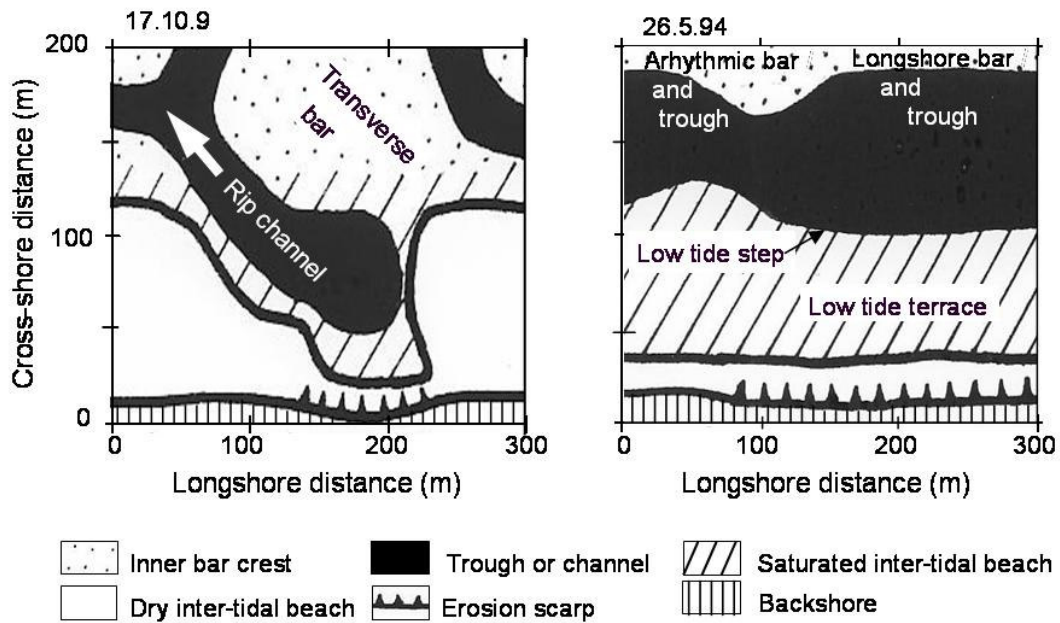 17.10.9
200
100
0
Cross-shore distance (m)
Transverse
bar
Rip channel
0
100
200
300
Longshore distance (m)
26.5.94
Arhythmic bar
and
trough
Longshore bar
and
trough
Low tide step
Low tide terrace
0
100
200
300
Longshore distance (m)
Inner bar crest
Trough or channel
Saturated inter-tidal beach
Dry inter-tidal beach
Erosion scarp
Backshore